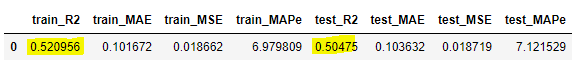 train_R2 train_MAE train_MSE train_MAPe test_R2 test_MAE test_MSE test_MAPe
0 0.520956 0.101672 0.018662 6.979809 0.50475 0.103632 0.018719 7.121529